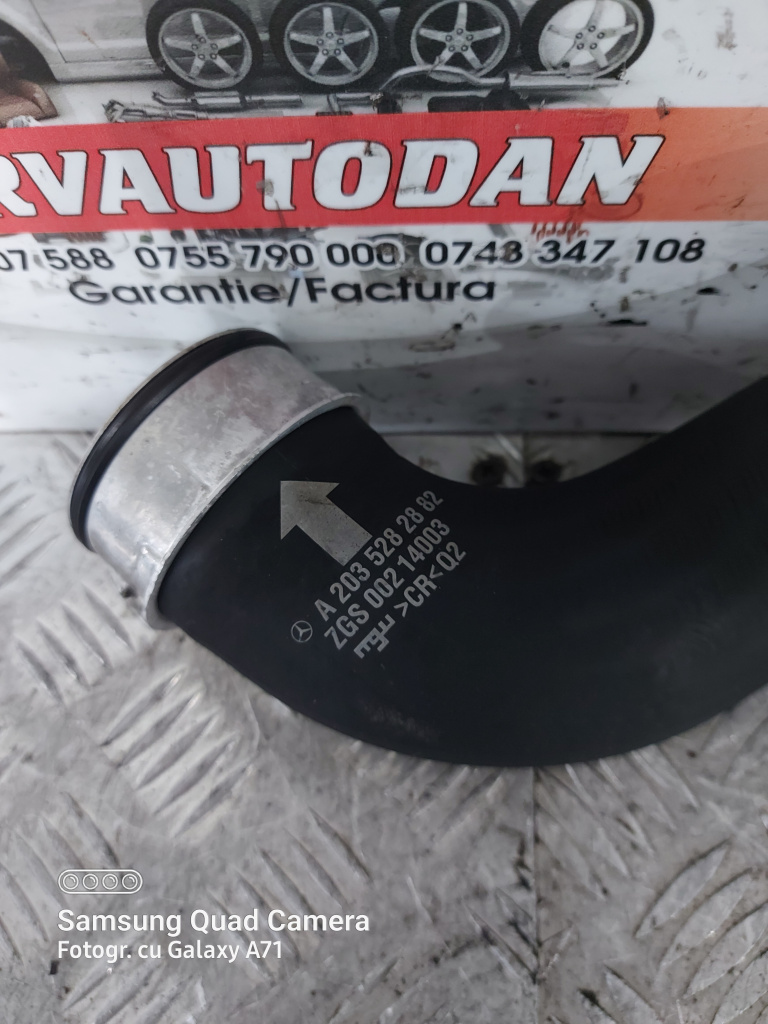 RVAUTODAN
07 588 0755 790 000 0743 347 108
Garantie/Factura
A 203 528 28 82
ZGS 002 14003
>CR< Q2
Samsung Quad Camera
Fotogr. cu Galaxy A71